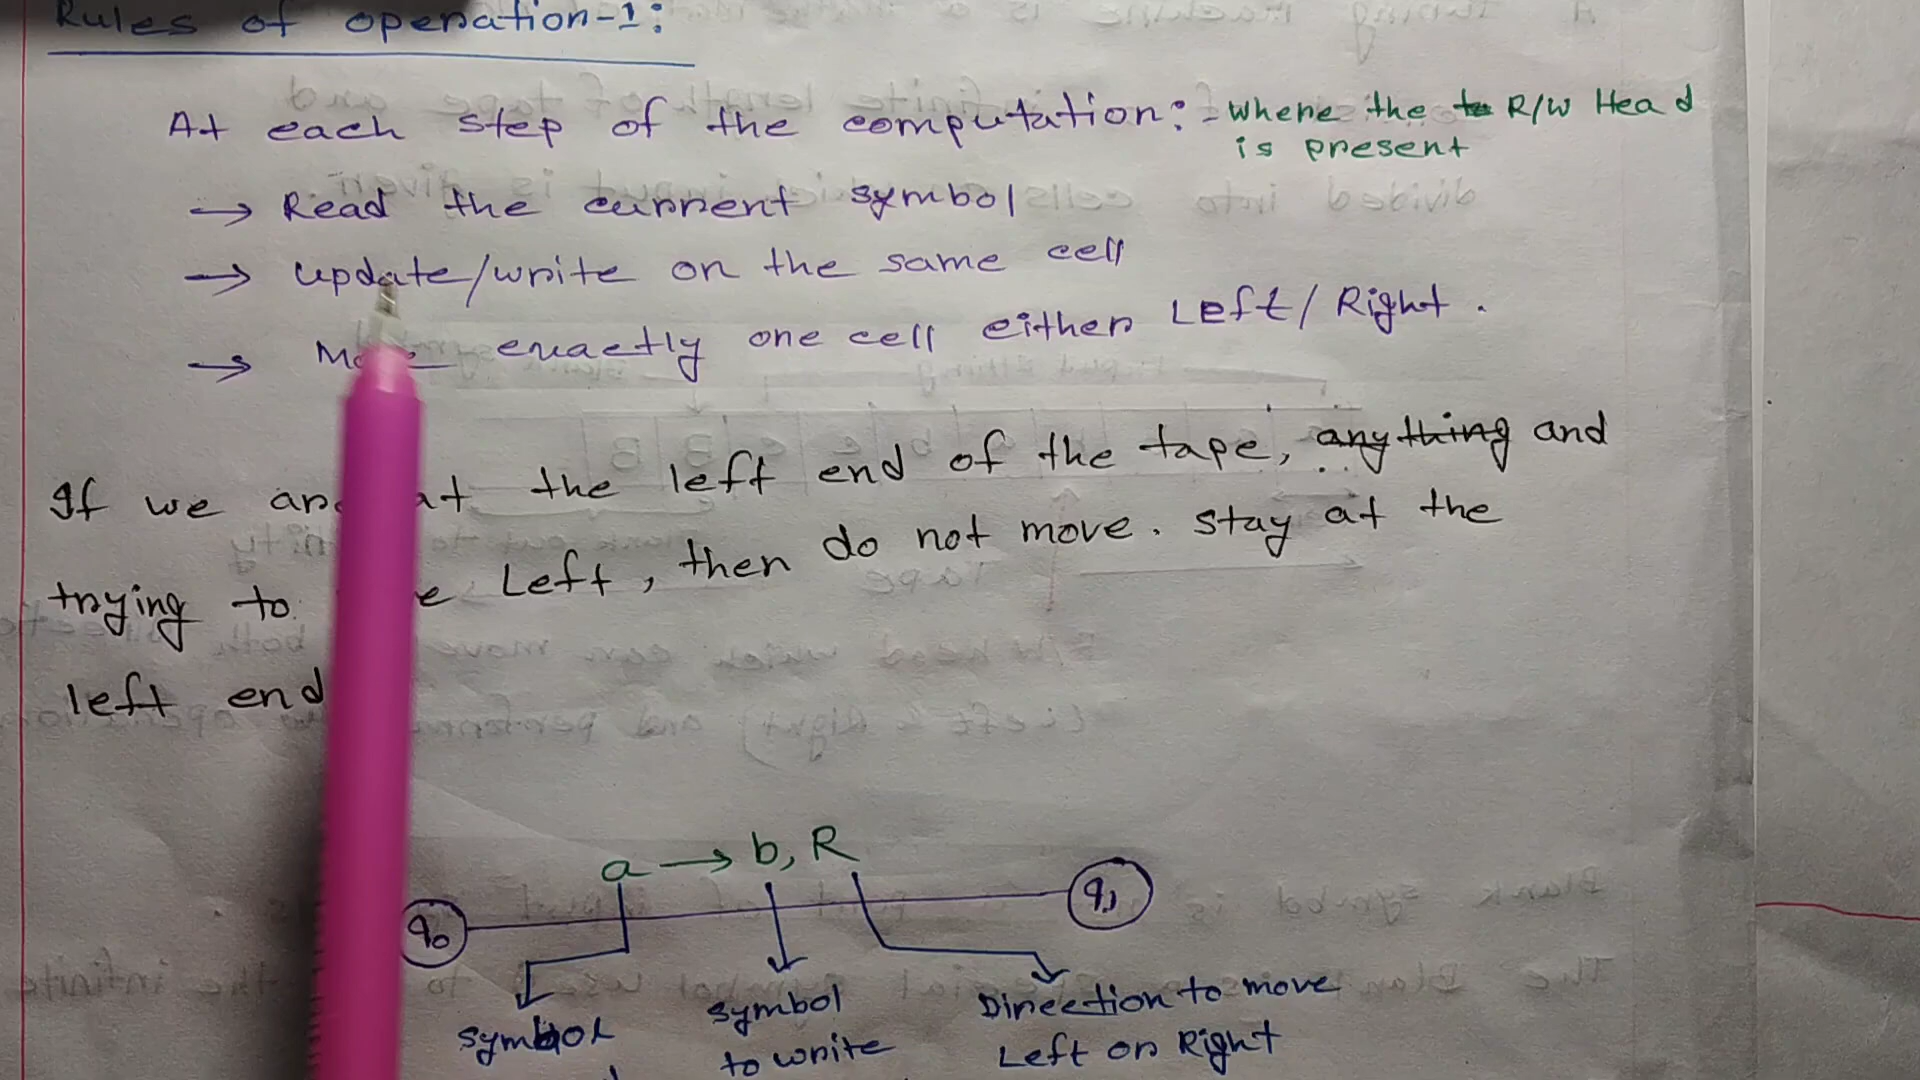 Rules of operation-1:
At each step of the computation: - where the R/W Head
is present
→ Read the current symbol
→ update/write on the same cell
→ exactly one cell either Left/Right.
If we at the left end of the tape, anything and
trying to Left, then do not move. Stay at the
left end
a → b, R
q0 q1
symbol
symbol
to write
Direction to move
Left or Right